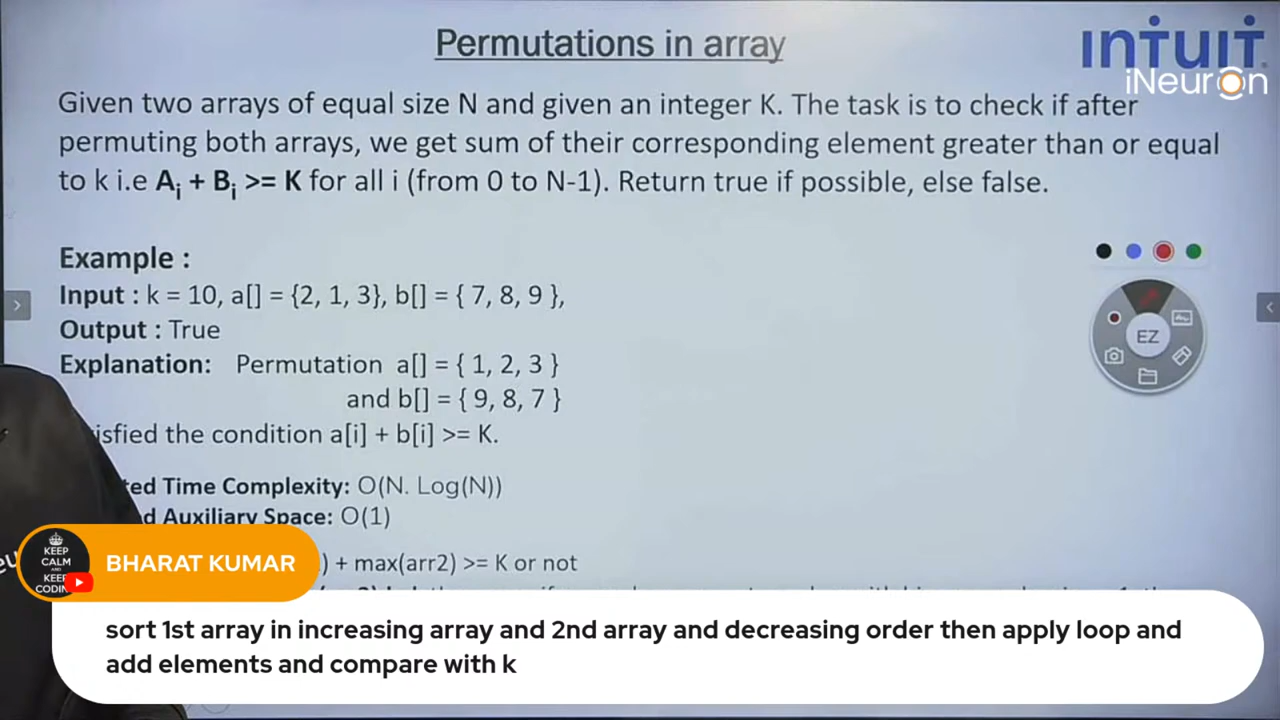 Permutations in array
INTUIT
iNeuron
Given two arrays of equal size N and given an integer K. The task is to check if after
permuting both arrays, we get sum of their corresponding element greater than or equal
to k i.e Ai + Bi >= K for all i (from 0 to N-1). Return true if possible, else false.
Example :
Input : k = 10, a[] = {2, 1, 3}, b[] = { 7, 8, 9 },
Output : True
EZ
Explanation: Permutation a[] = { 1, 2, 3 }
and b[] = { 9, 8, 7 }
isfied the condition a[i] + b[i] >= K.
ted Time Complexity: O(N. Log(N))
d Auxiliary Space: O(1)
) + max(arr2) >= K or not
KEEP
CALM
AND
KEEP
CODIN
BHARAT KUMAR
sort 1st array in increasing array and 2nd array and decreasing order then apply loop and
add elements and compare with k